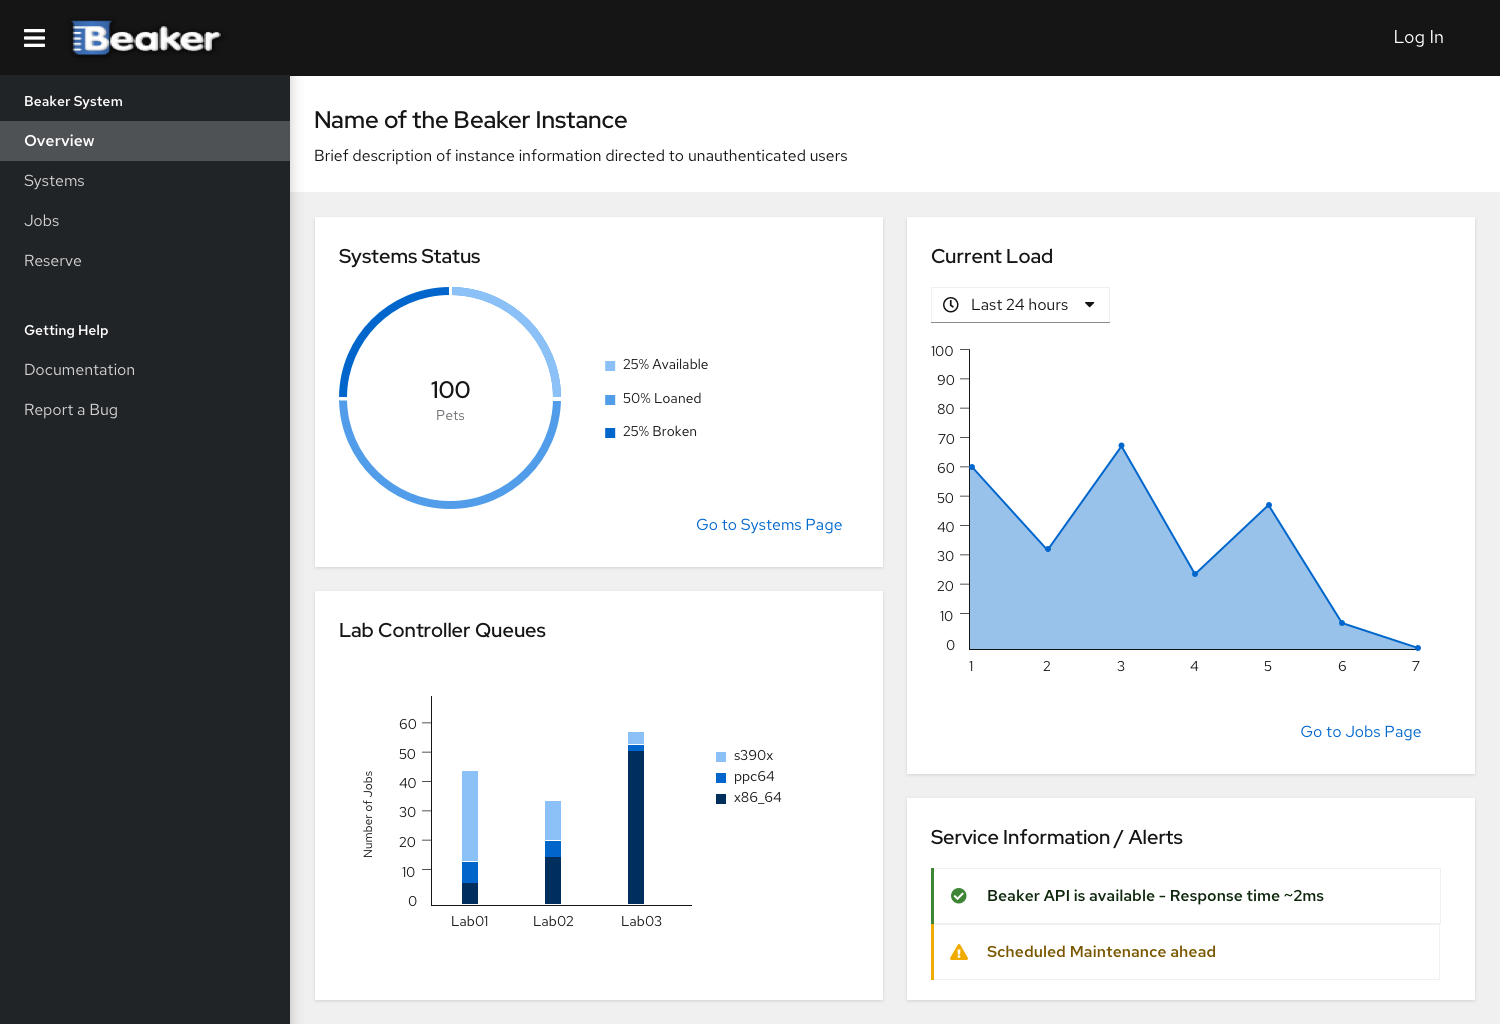 Beaker
Log In
Beaker System
Overview
Systems
Jobs
Reserve
Getting Help
Documentation
Report a Bug
Name of the Beaker Instance
Brief description of instance information directed to unauthenticated users
Systems Status
100
Pets
25% Available
50% Loaned
25% Broken
Go to Systems Page
Current Load
Last 24 hours
100
90
80
70
60
50
40
30
20
10
0
1 2 3 4 5 6 7
Go to Jobs Page
Lab Controller Queues
Number of Jobs
60
50
40
30
20
10
0
Lab01 Lab02 Lab03
s390x
ppc64
x86_64
Service Information / Alerts
Beaker API is available - Response time ~2ms
Scheduled Maintenance ahead